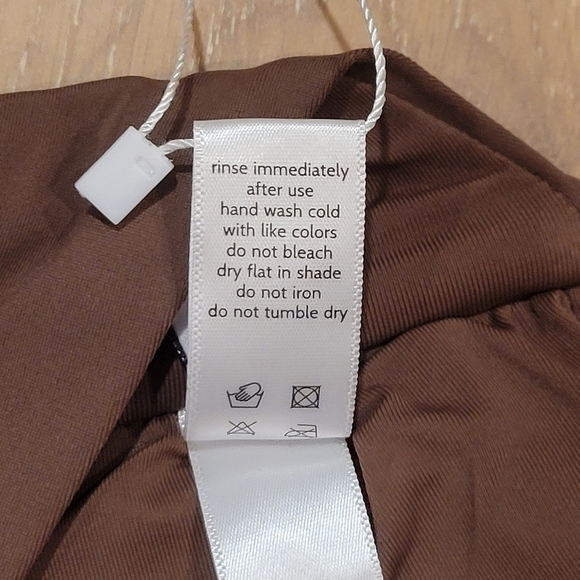 rinse immediately
after use
hand wash cold
with like colors
do not bleach
dry flat in shade
do not iron
do not tumble dry